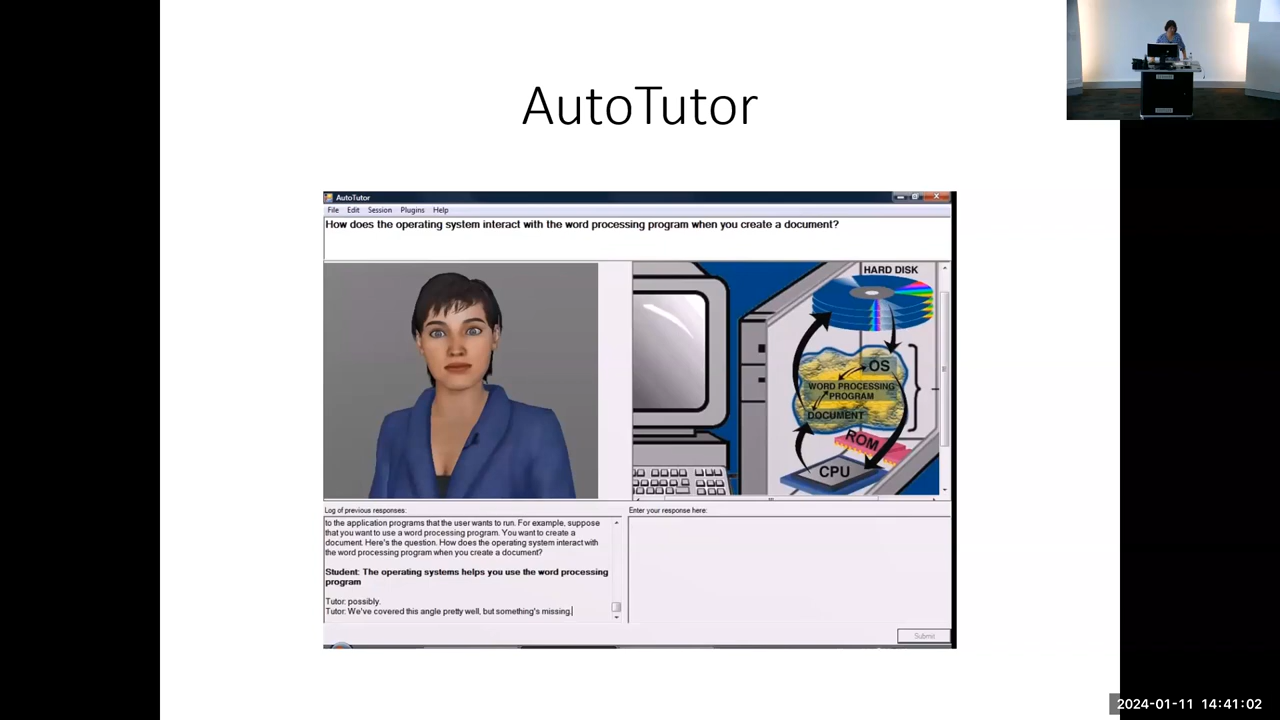 AutoTutor
AutoTutor
File Edit Session Plugins Help
How does the operating system interact with the word processing program when you create a document?
HARD DISK
OS
WORD PROCESSING
PROGRAM
DOCUMENT
ROM
CPU
Log of previous responses:
to the application programs that the user wants to run. For example, suppose
that you want to use a word processing program. You want to create a
document. Here's the question. How does the operating system interact with
the word processing program when you create a document?
Student: The operating systems helps you use the word processing
program
Tutor: possibly.
Tutor: We've covered this angle pretty well, but something's missing.
Enter your response here:
Submit
2024-01-11 14:41:02